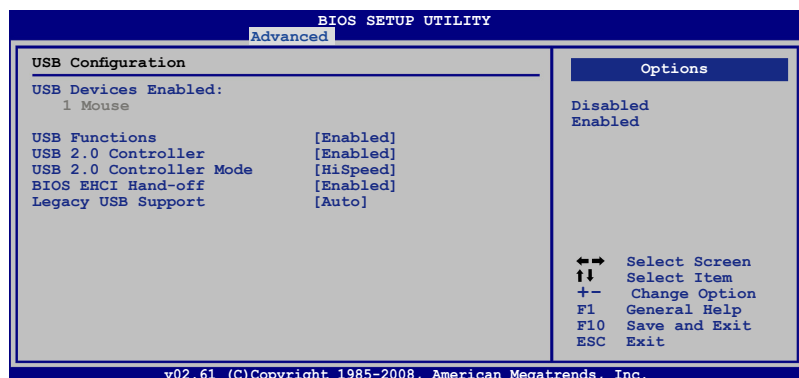 BIOS SETUP UTILITY
Advanced
USB Configuration
USB Devices Enabled:
1 Mouse
USB Functions [Enabled]
USB 2.0 Controller [Enabled]
USB 2.0 Controller Mode [HiSpeed]
BIOS EHCI Hand-off [Enabled]
Legacy USB Support [Auto]
Options
Disabled
Enabled
←→ Select Screen
↑↓ Select Item
+- Change Option
F1 General Help
F10 Save and Exit
ESC Exit
v02.61 (C)Copyright 1985-2008, American Megatrends, Inc.